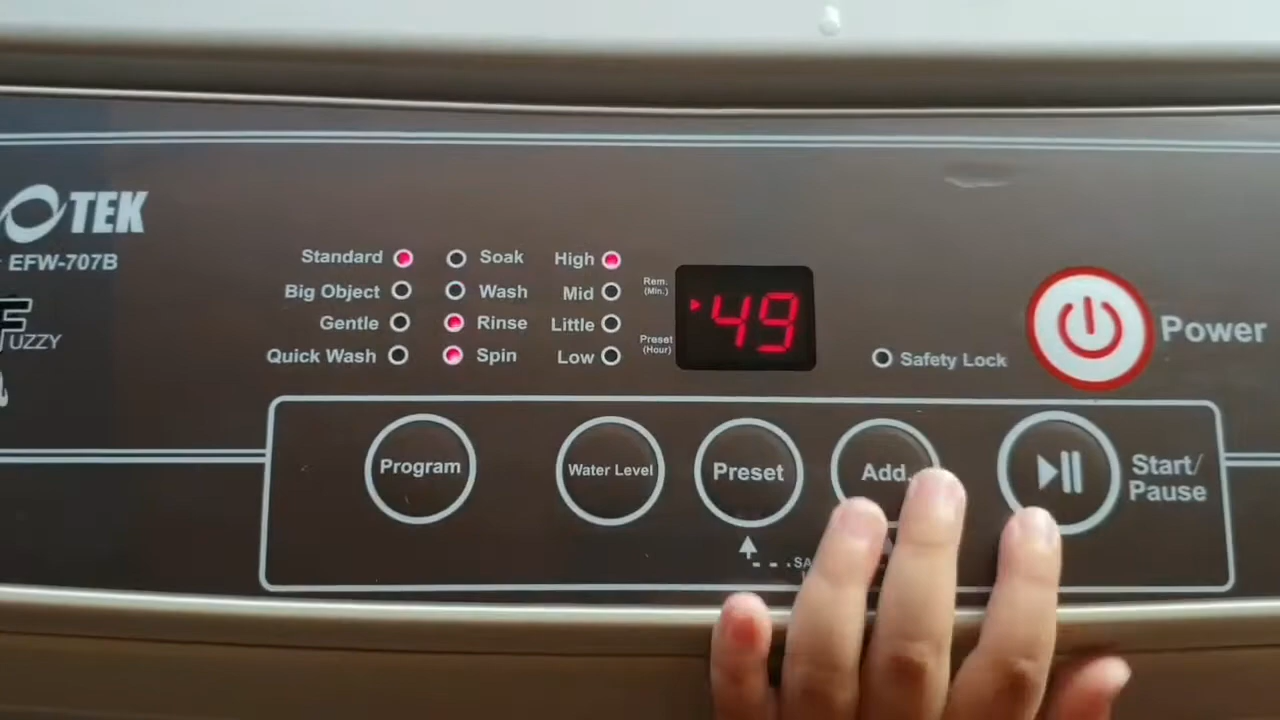 TEK
EFW-707B
FUZZY
Standard
Soak
High
Big Object
Wash
Mid
Gentle
Rinse
Little
Quick Wash
Spin
Low
Rem.
(Min.)
Preset
(Hour)
49
Safety Lock
Power
Program
Water Level
Preset
Add.
Start/
Pause